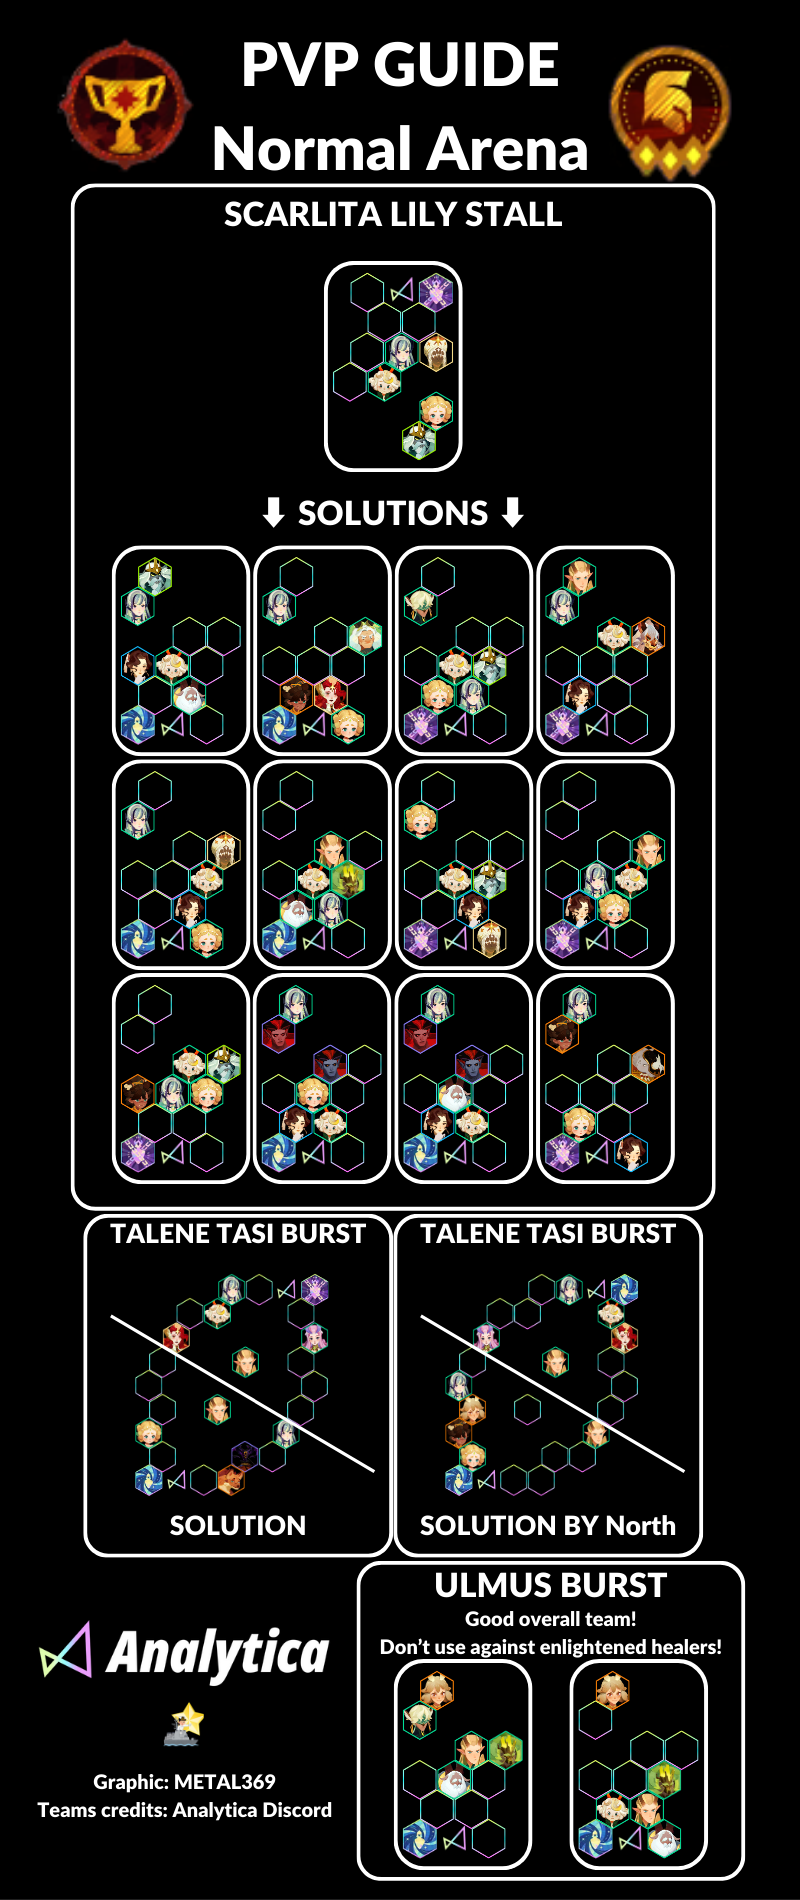 PVP GUIDE
Normal Arena
SCARLITA LILY STALL
SOLUTIONS
TALENE TASI BURST
SOLUTION
TALENE TASI BURST
SOLUTION BY North
ULMUS BURST
Good overall team!
Don't use against enlightened healers!
Analytica
Graphic: METAL369
Teams credits: Analytica Discord